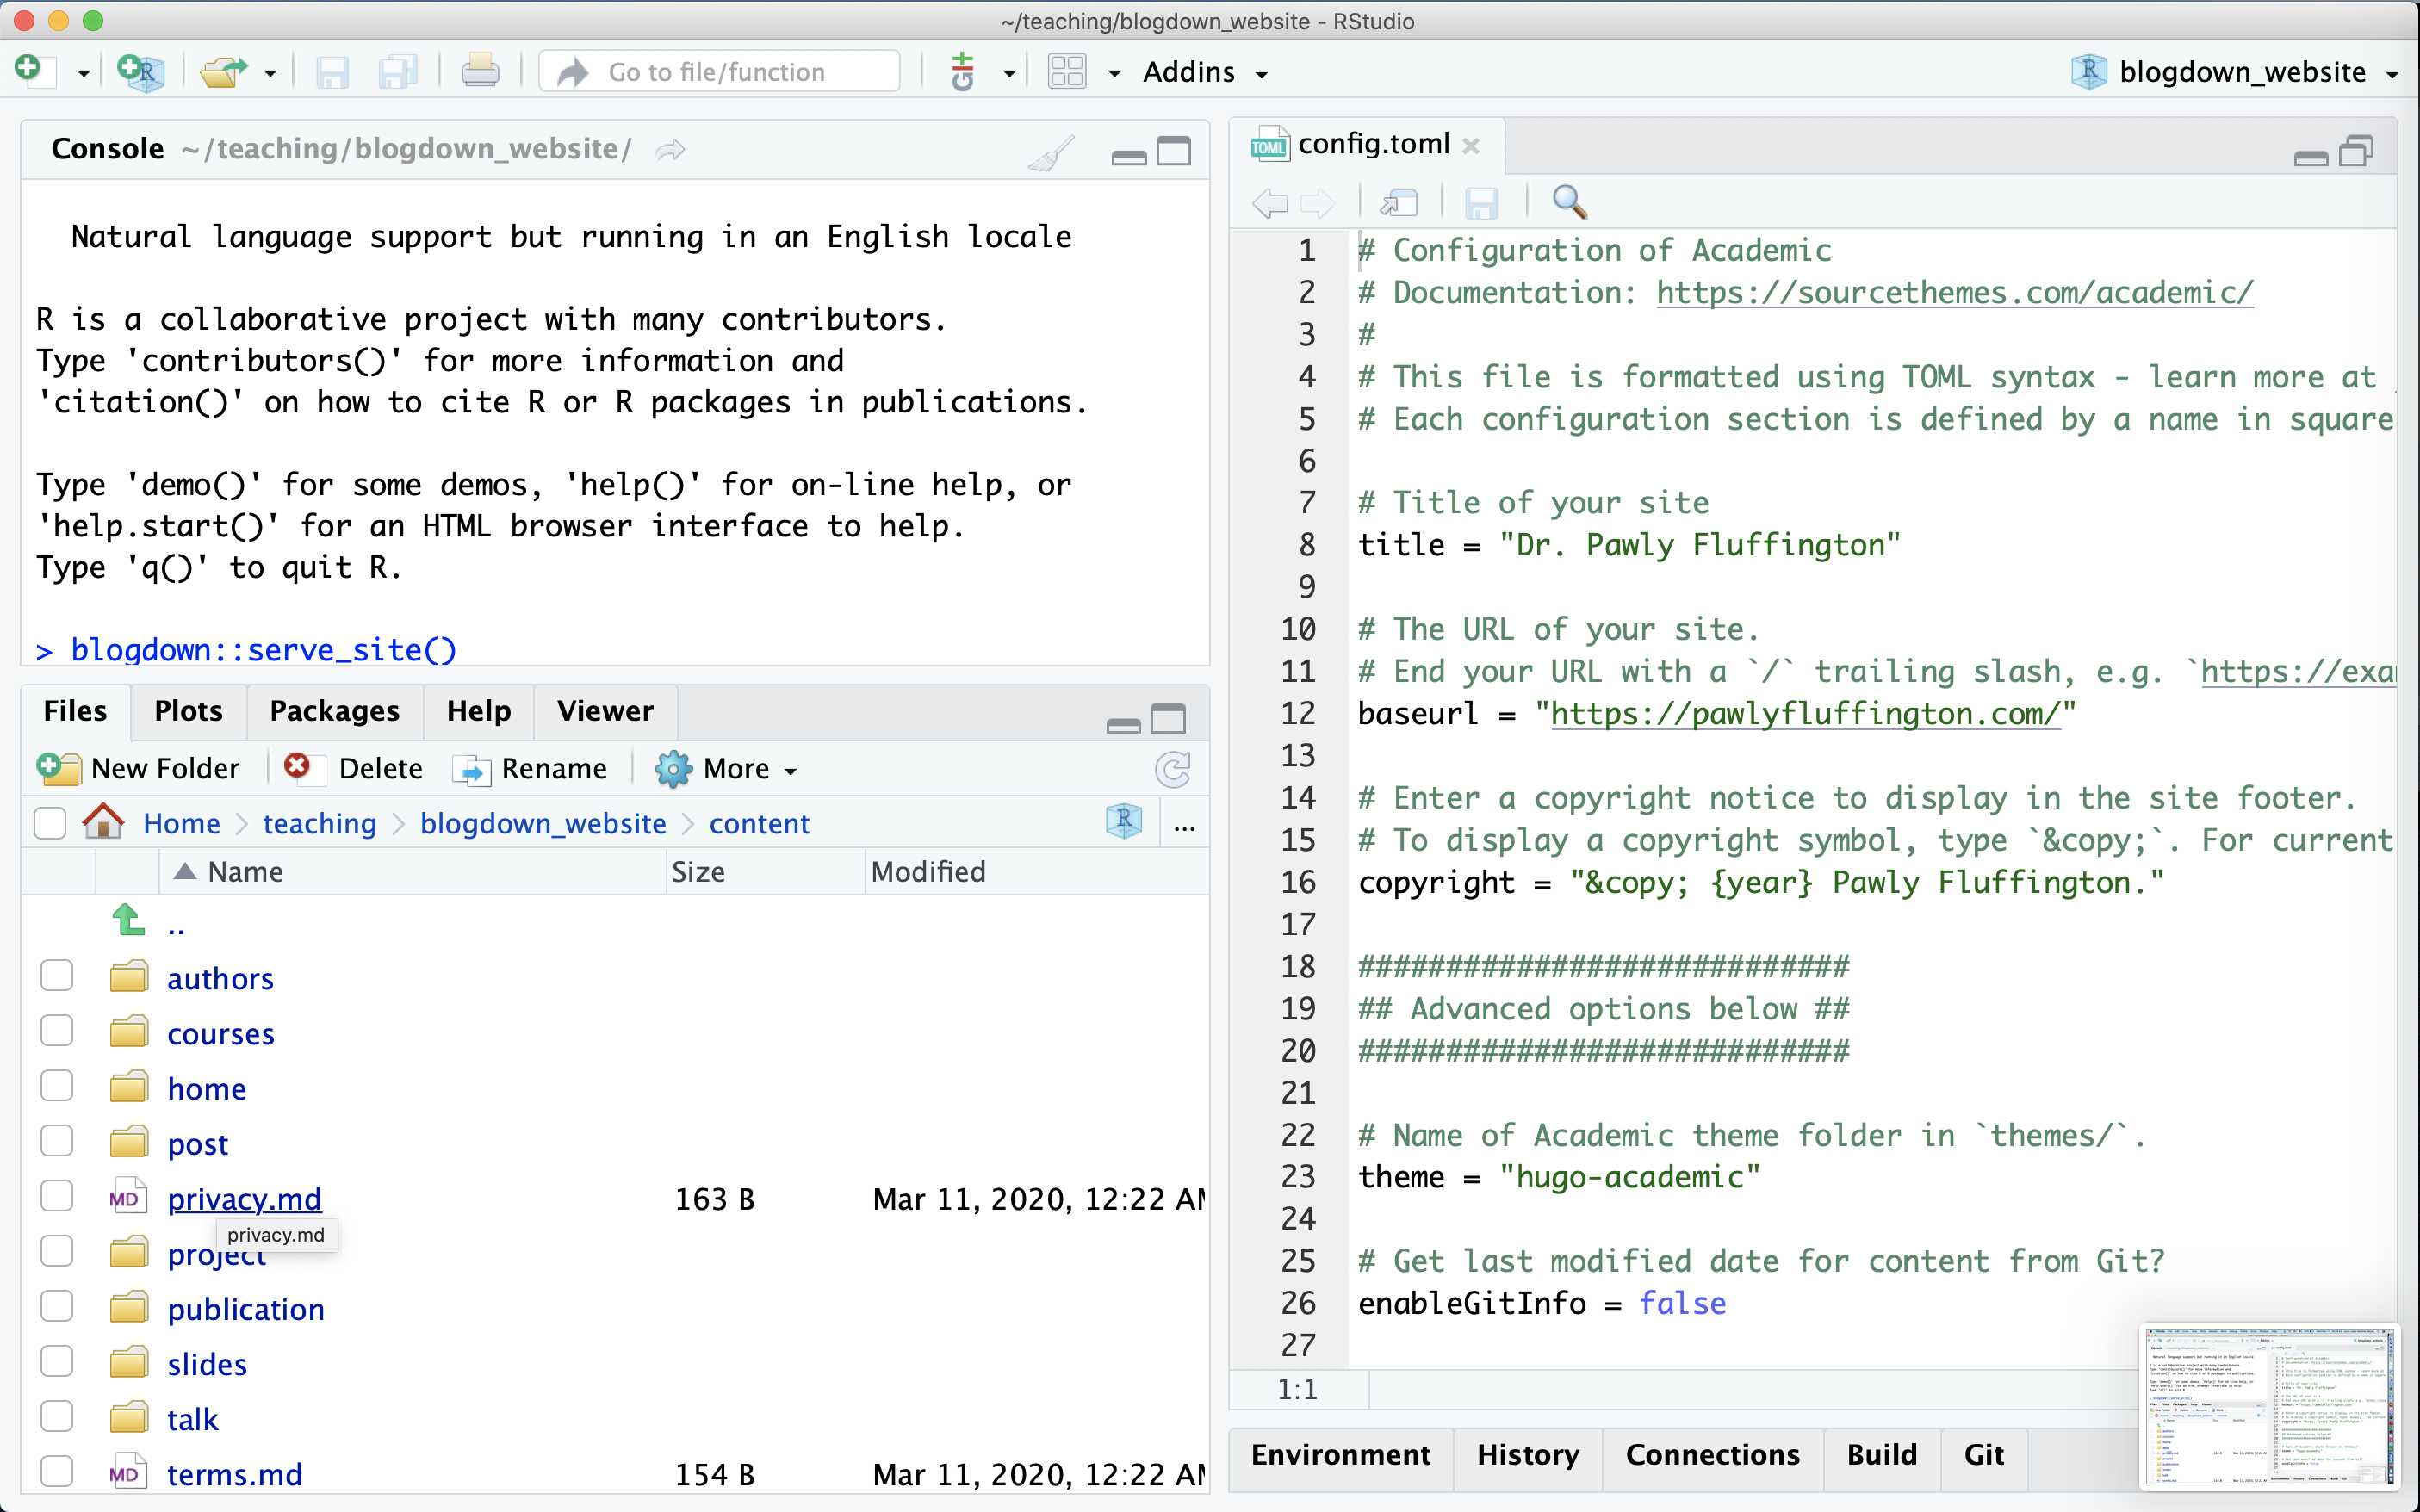 ~/teaching/blogdown_website - RStudio
Go to file/function
Addins
blogdown_website
Console ~/teaching/blogdown_website/
Natural language support but running in an English locale
R is a collaborative project with many contributors.
Type 'contributors()' for more information and
'citation()' on how to cite R or R packages in publications.
Type 'demo()' for some demos, 'help()' for on-line help, or
'help.start()' for an HTML browser interface to help.
Type 'q()' to quit R.
> blogdown::serve_site()
Files Plots Packages Help Viewer
New Folder Delete Rename More
Home teaching blogdown_website content ...
Name Size Modified
..
authors
courses
home
post
MD privacy.md 163 B Mar 11, 2020, 12:22 AM
privacy.md
project
publication
slides
talk
MD terms.md 154 B Mar 11, 2020, 12:22 AM
TOML config.toml
1 # Configuration of Academic
2 # Documentation: https://sourcethemes.com/academic/
3 #
4 # This file is formatted using TOML syntax - learn more at
5 # Each configuration section is defined by a name in square
6
7 # Title of your site
8 title = "Dr. Pawly Fluffington"
9
10 # The URL of your site.
11 # End your URL with a `/` trailing slash, e.g. `https://exa
12 baseurl = "https://pawlyfluffington.com/"
13
14 # Enter a copyright notice to display in the site footer.
15 # To display a copyright symbol, type `&copy;`. For current
16 copyright = "&copy; {year} Pawly Fluffington."
17
18 ############################
19 ## Advanced options below ##
20 ############################
21
22 # Name of Academic theme folder in `themes/`.
23 theme = "hugo-academic"
24
25 # Get last modified date for content from Git?
26 enableGitInfo = false
27
1:1
Environment History Connections Build Git